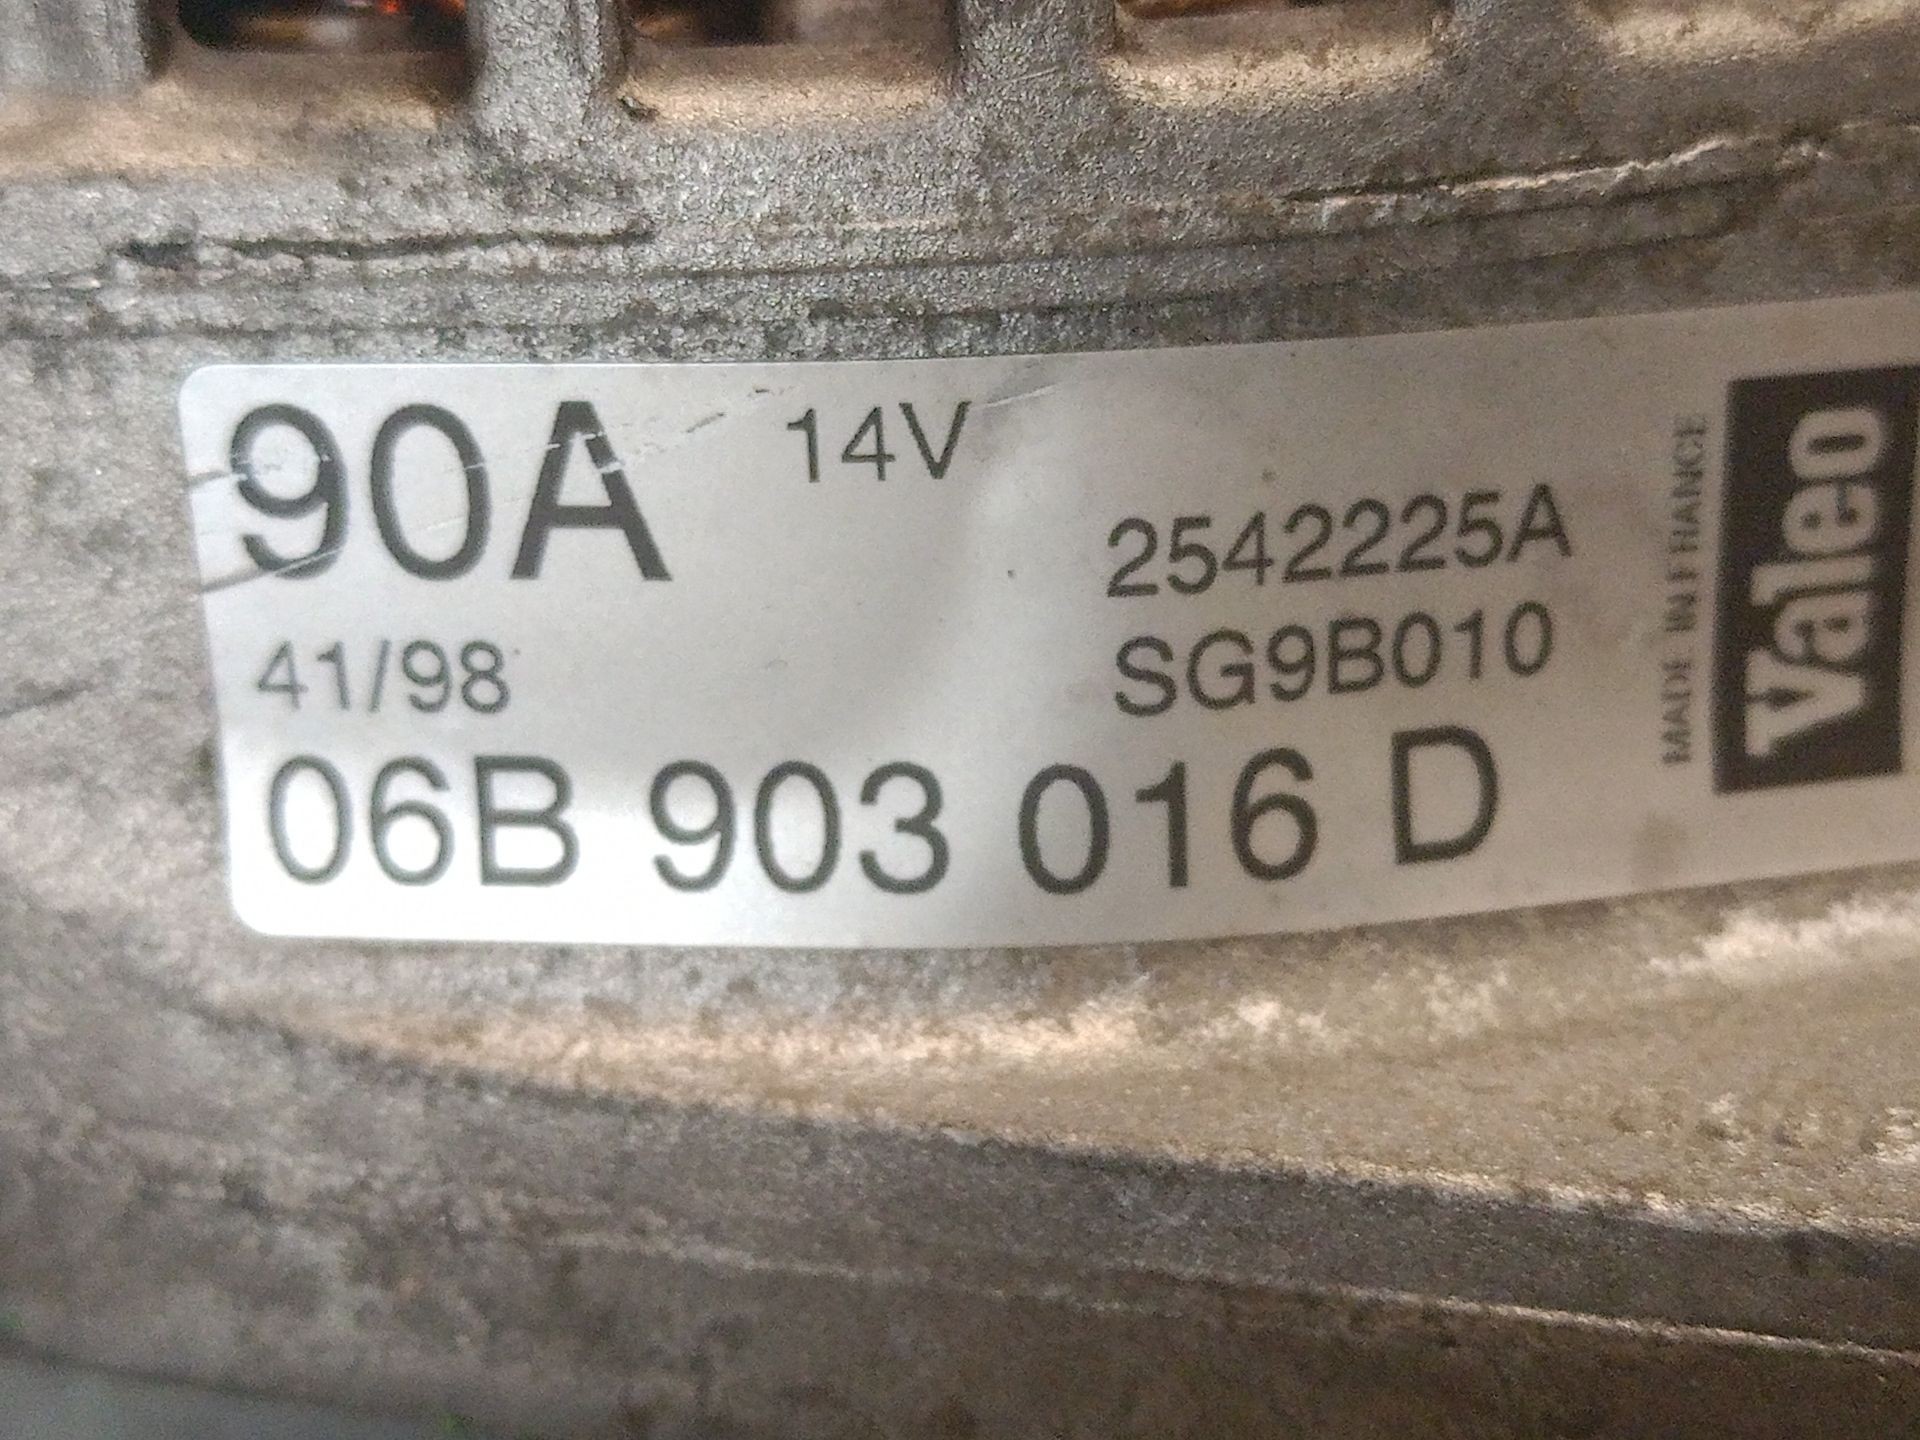 90A 14V
2542225A
41/98 SG9B010
06B 903 016 D
MADE IN FRANCE
Valeo